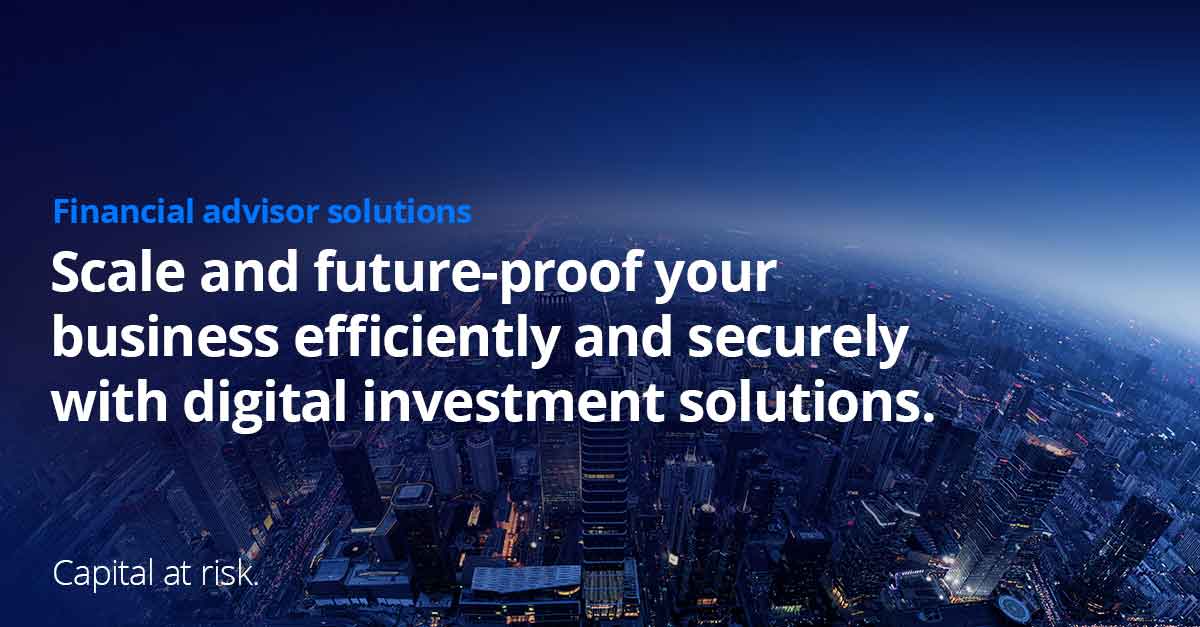 Financial advisor solutions
Scale and future-proof your
business efficiently and securely
with digital investment solutions.
Capital at risk.